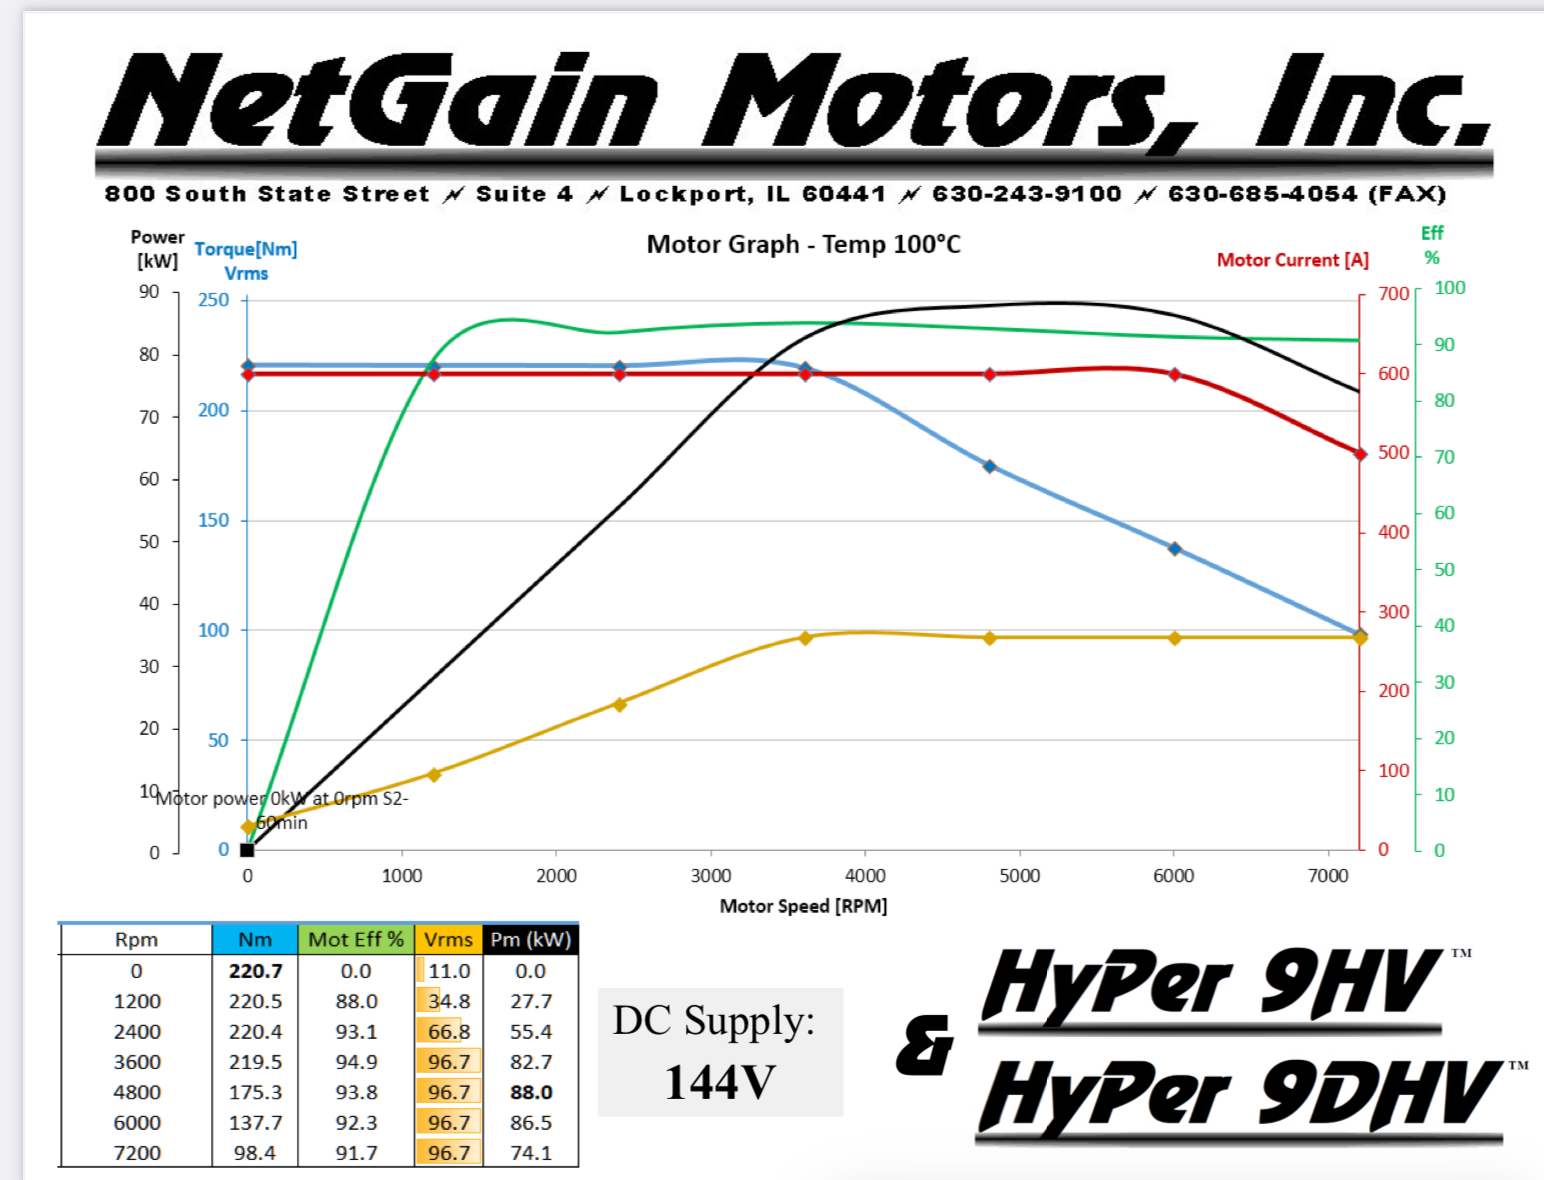 NetGain Motors, Inc.
800 South State Street Suite 4 Lockport, IL 60441 630-243-9100 630-685-4054 (FAX)
Motor Graph - Temp 100°C
Power
[kW]
Torque[Nm]
Vrms
Motor Current [A]
Eff
%
90
80
70
60
50
40
30
20
10
0
250
200
150
100
50
0
700
600
500
400
300
200
100
0
100
90
80
70
60
50
40
30
20
10
0
Motor power 0kW at 0rpm S2-
60min
0 1000 2000 3000 4000 5000 6000 7000
Motor Speed [RPM]
Rpm Nm Mot Eff % Vrms Pm (kW)
0 220.7 0.0 11.0 0.0
1200 220.5 88.0 34.8 27.7
2400 220.4 93.1 66.8 55.4
3600 219.5 94.9 96.7 82.7
4800 175.3 93.8 96.7 88.0
6000 137.7 92.3 96.7 86.5
7200 98.4 91.7 96.7 74.1
DC Supply:
144V
HyPer 9HV ™
&
HyPer 9DHV ™